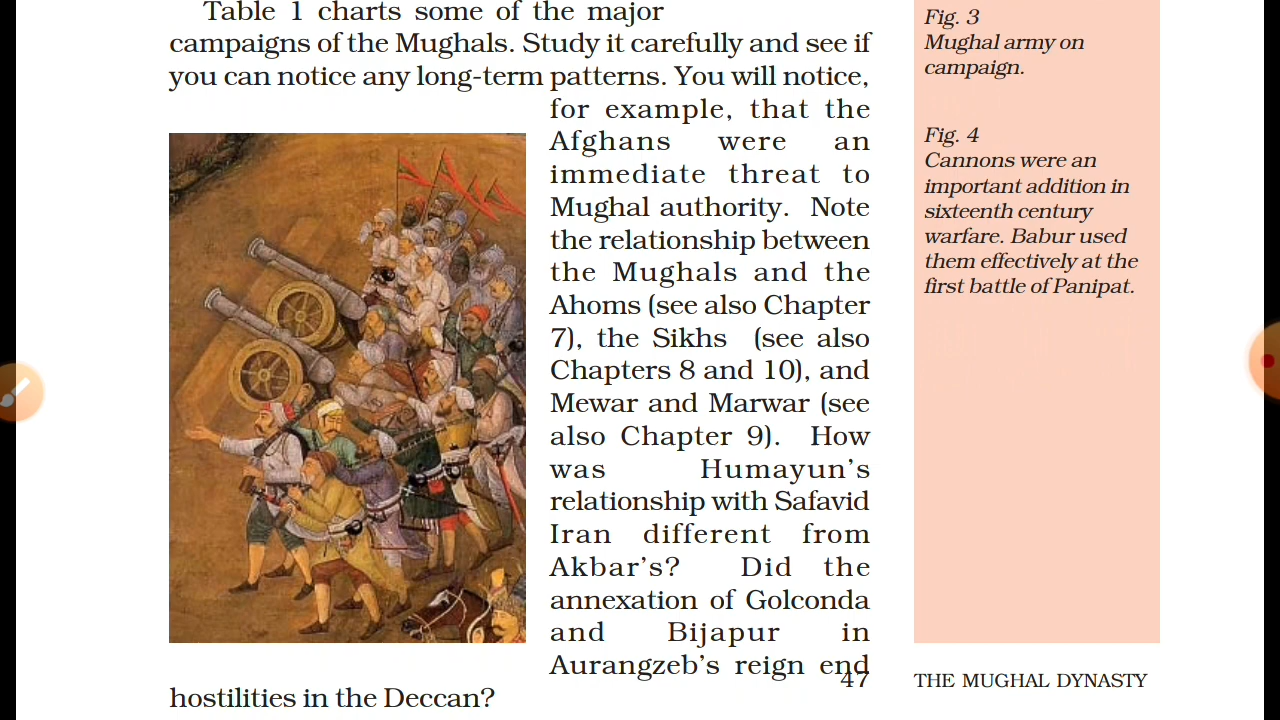 Table 1 charts some of the major
campaigns of the Mughals. Study it carefully and see if
you can notice any long-term patterns. You will notice,
for example, that the
Afghans were an
immediate threat to
Mughal authority. Note
the relationship between
the Mughals and the
Ahoms (see also Chapter
7), the Sikhs (see also
Chapters 8 and 10), and
Mewar and Marwar (see
also Chapter 9). How
was Humayun's
relationship with Safavid
Iran different from
Akbar's? Did the
annexation of Golconda
and Bijapur in
Aurangzeb's reign end
hostilities in the Deccan?
Fig. 3
Mughal army on
campaign.
Fig. 4
Cannons were an
important addition in
sixteenth century
warfare. Babur used
them effectively at the
first battle of Panipat.
47
THE MUGHAL DYNASTY